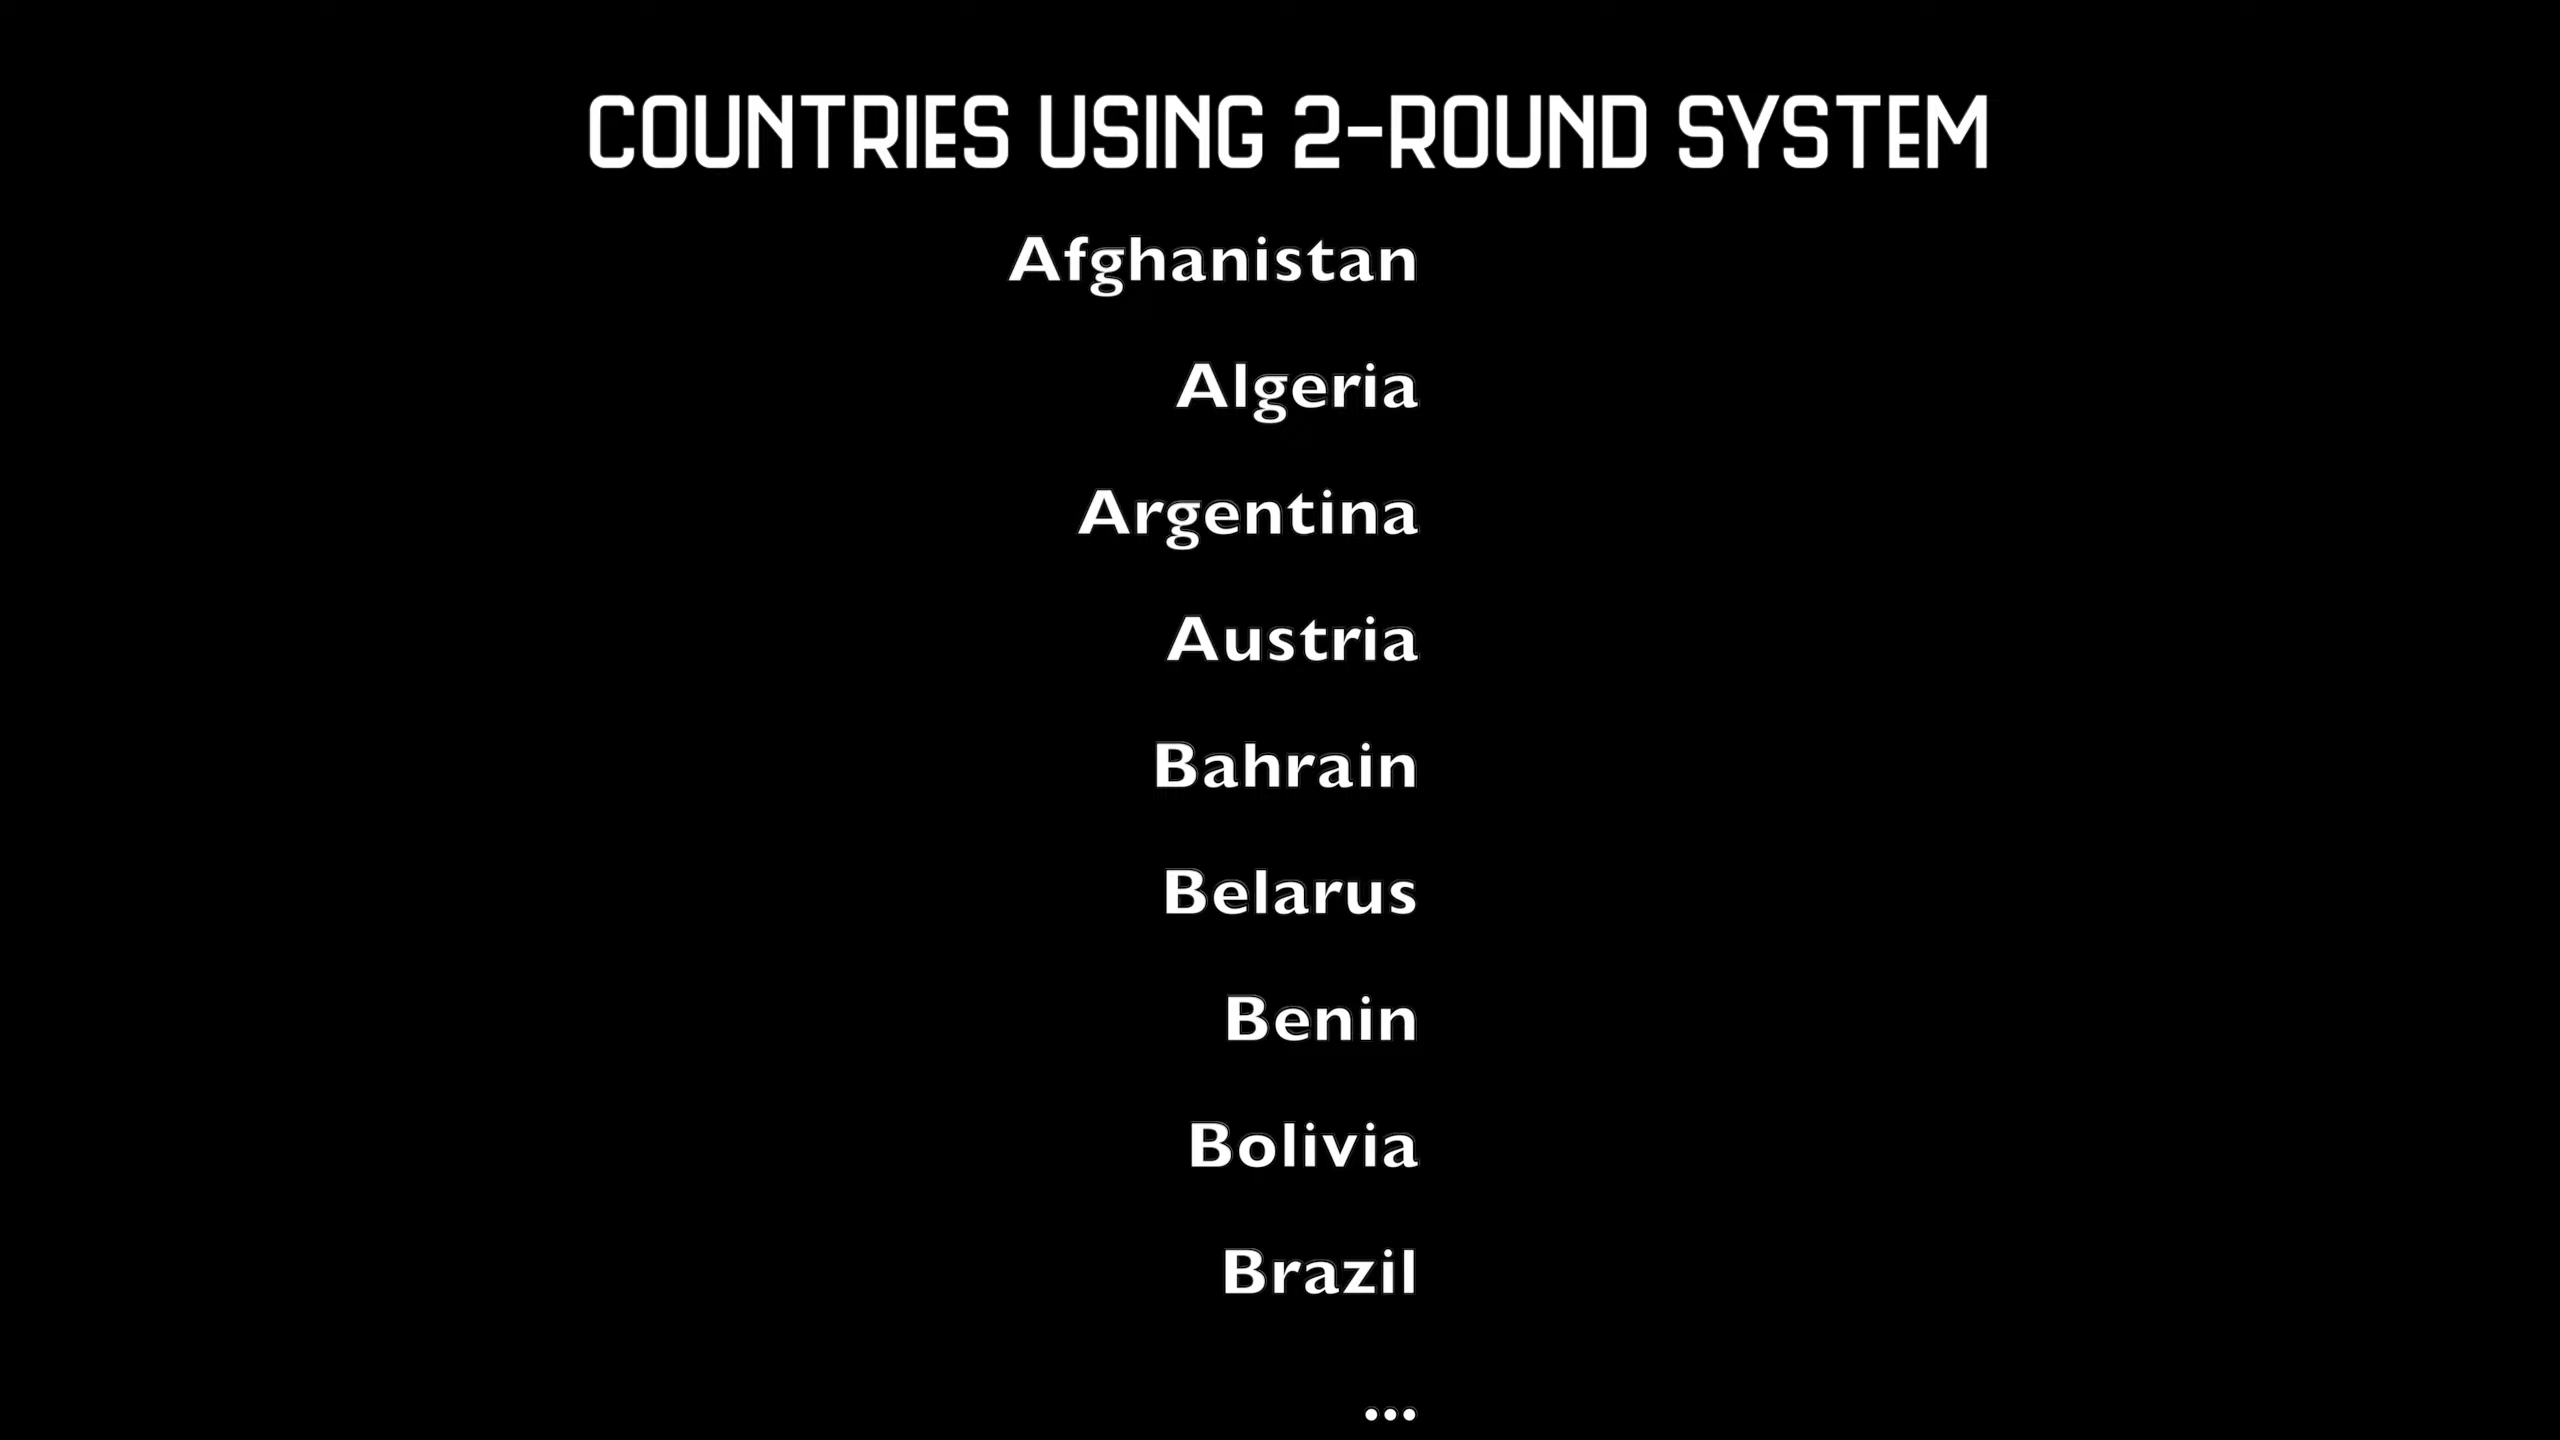 COUNTRIES USING 2-ROUND SYSTEM
Afghanistan
Algeria
Argentina
Austria
Bahrain
Belarus
Benin
Bolivia
Brazil
...